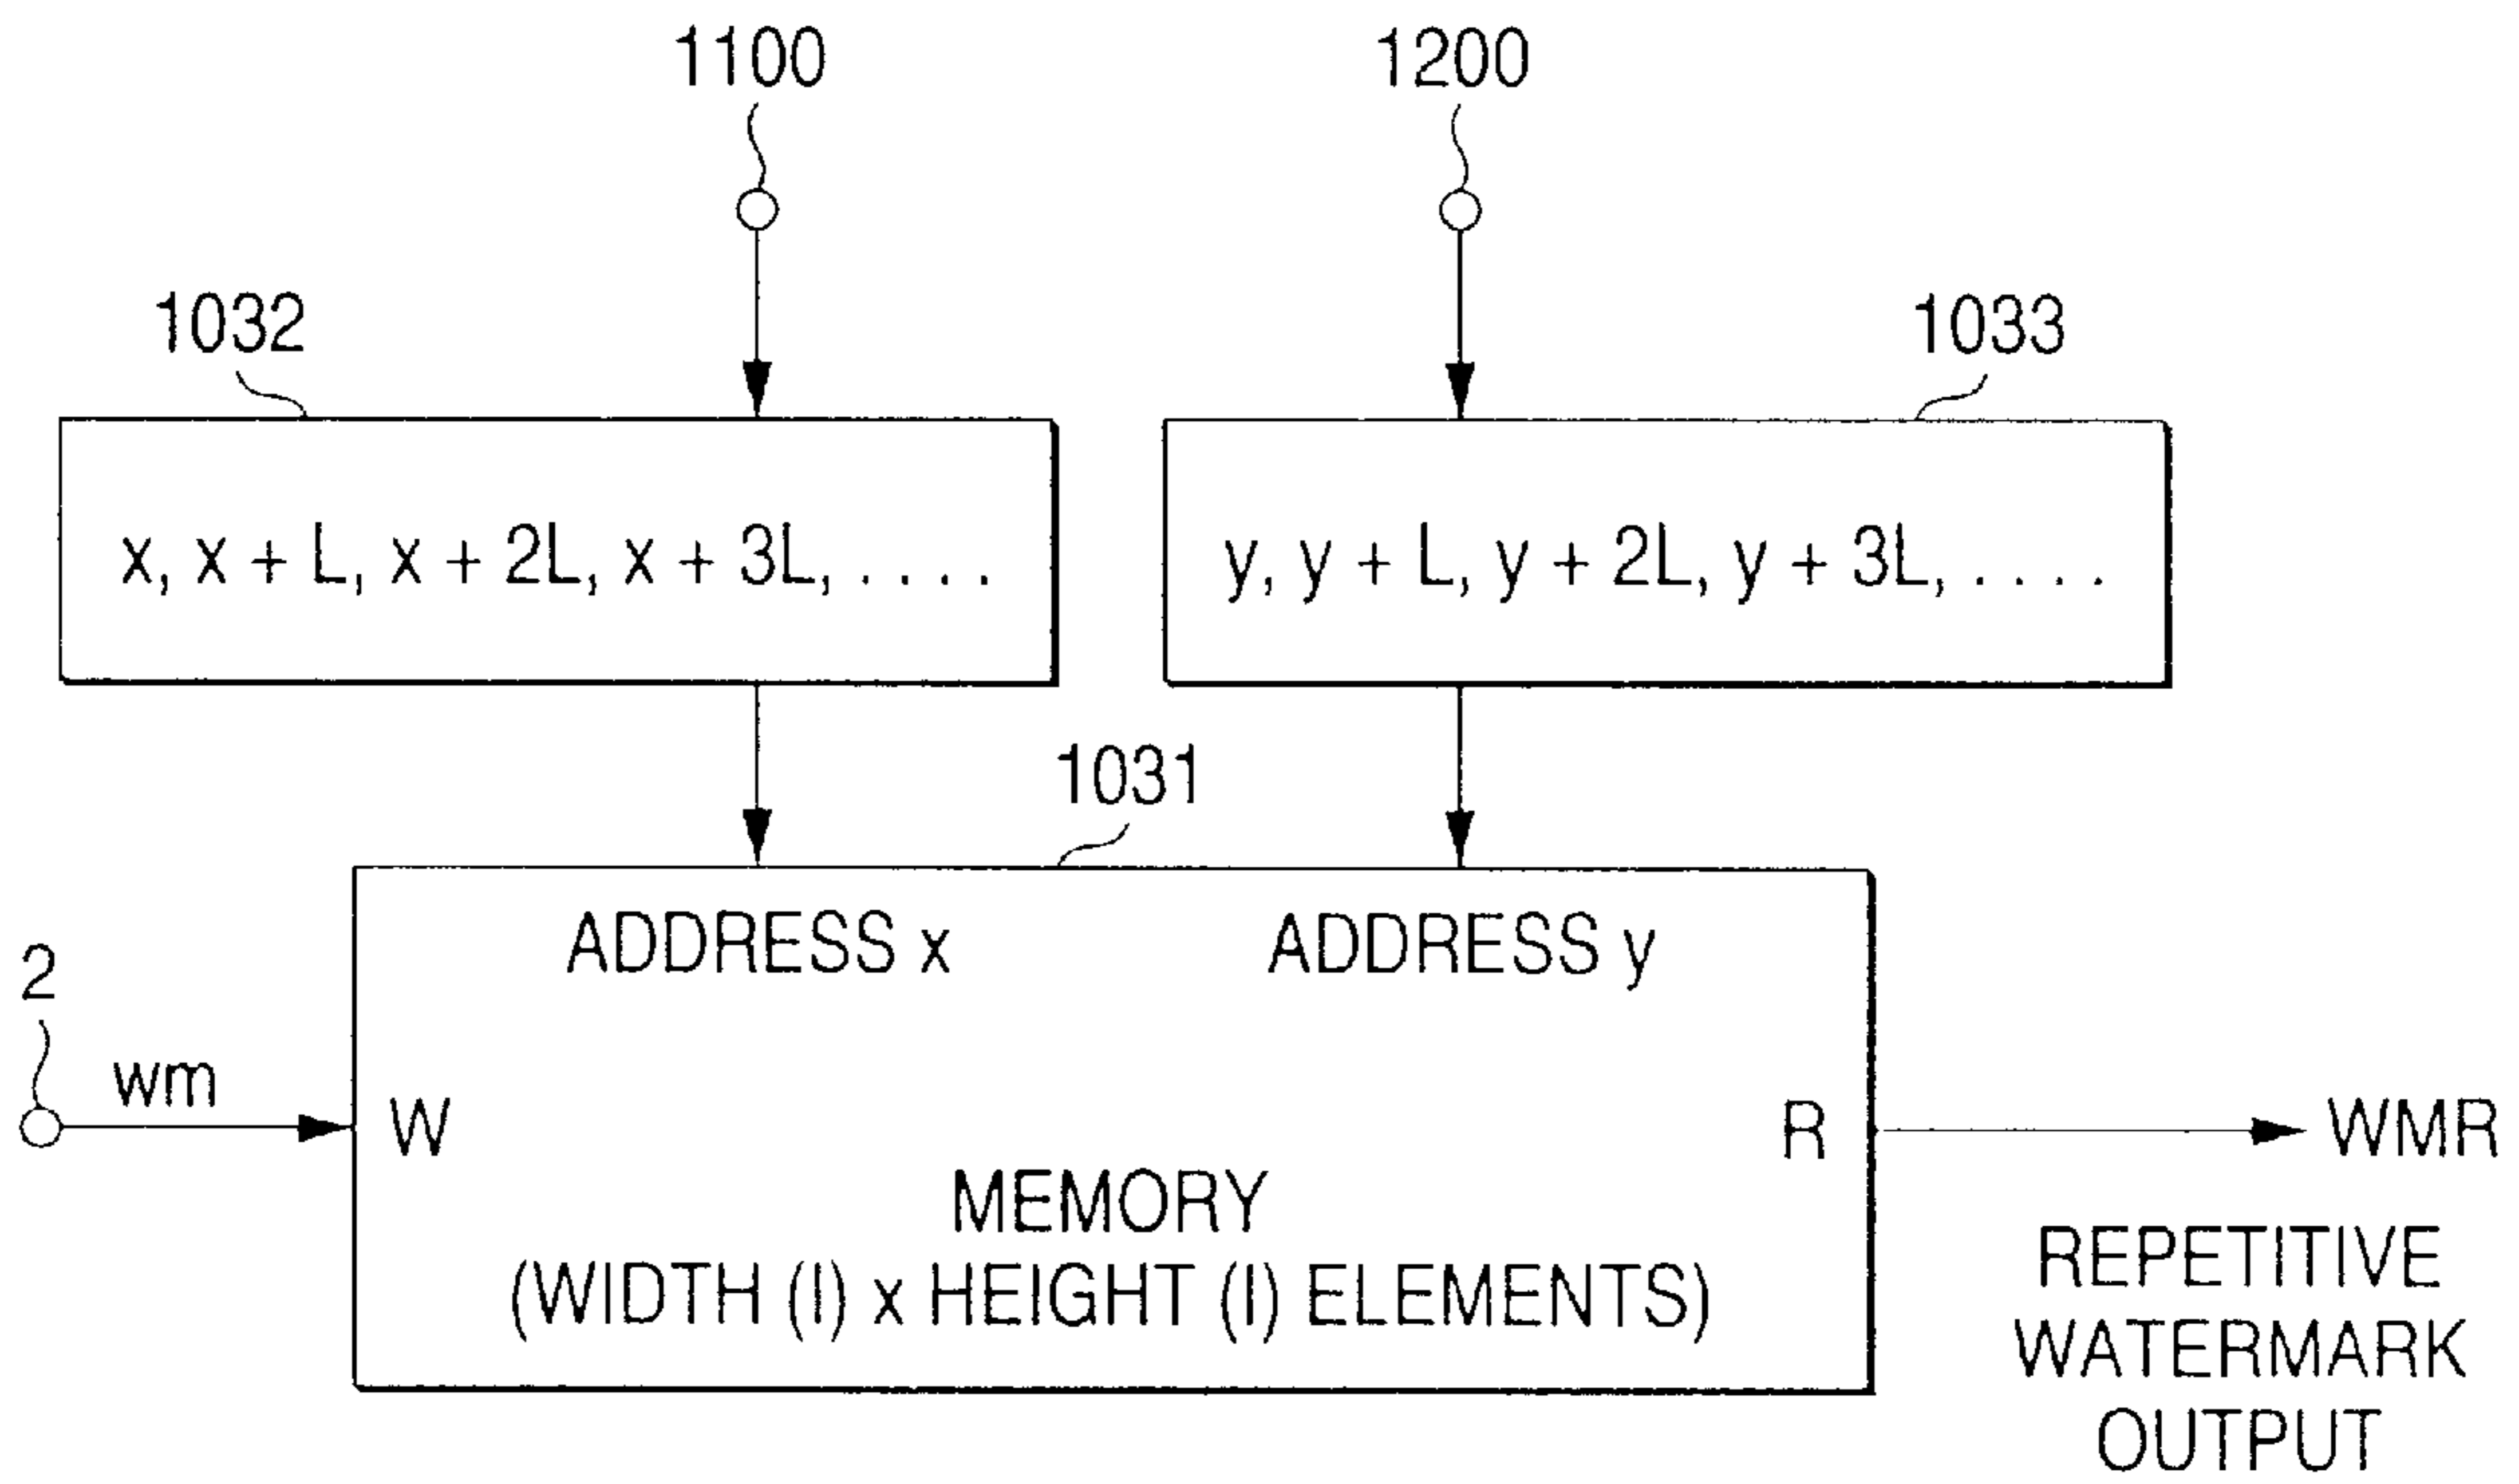 1100
1200
1032
1033
x, x + L, x + 2L, x + 3L, . . . .
y, y + L, y + 2L, y + 3L, . . . .
1031
ADDRESS x
ADDRESS y
2
wm
W
R
WMR
MEMORY
(WIDTH (I) x HEIGHT (I) ELEMENTS)
REPETITIVE
WATERMARK
OUTPUT